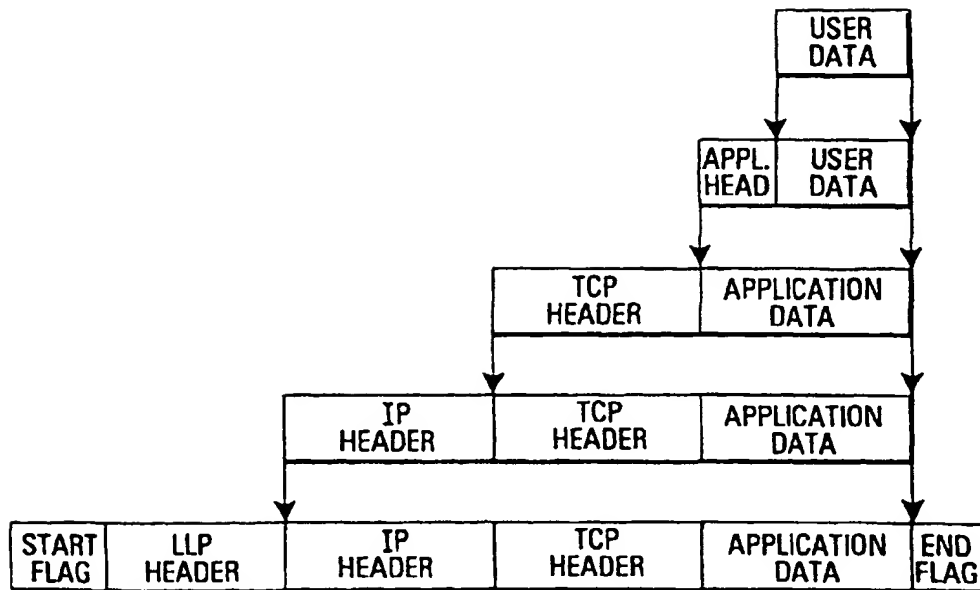 USER
DATA
APPL.
HEAD
USER
DATA
TCP
HEADER
APPLICATION
DATA
IP
HEADER
TCP
HEADER
APPLICATION
DATA
START
FLAG
LLP
HEADER
IP
HEADER
TCP
HEADER
APPLICATION
DATA
END
FLAG